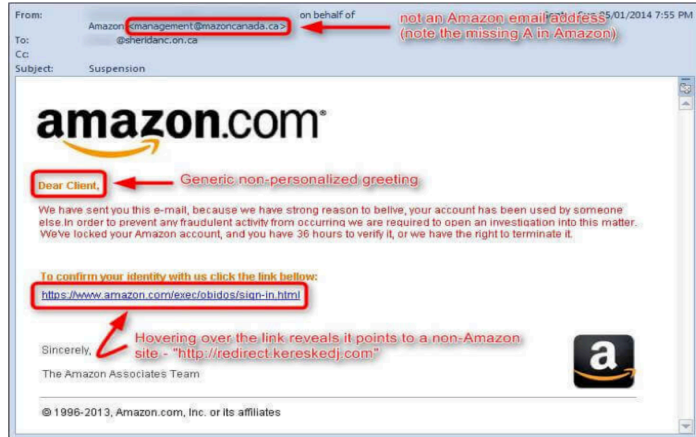 From: on behalf of
Amazon <management@mazoncanada.ca>
not an Amazon email address
(note the missing A in Amazon)
5/01/2014 7:55 PM
To: @sheridanc.on.ca
Cc:
Subject: Suspension
amazon.com®
Dear Client,
Generic non-personalized greeting
We have sent you this e-mail, because we have strong reason to belive, your account has been used by someone
else.In order to prevent any fraudulent activity from occurring we are required to open an investigation into this matter.
We've locked your Amazon account, and you have 36 hours to verify it, or we have the right to terminate it.
To confirm your identity with us click the link bellow:
https://www.amazon.com/exec/obidos/sign-in.html
Hovering over the link reveals it points to a non-Amazon
site - "http://redirect.kereskedj.com"
Sincerely,
The Amazon Associates Team
a
© 1996-2013, Amazon.com, Inc. or its affiliates